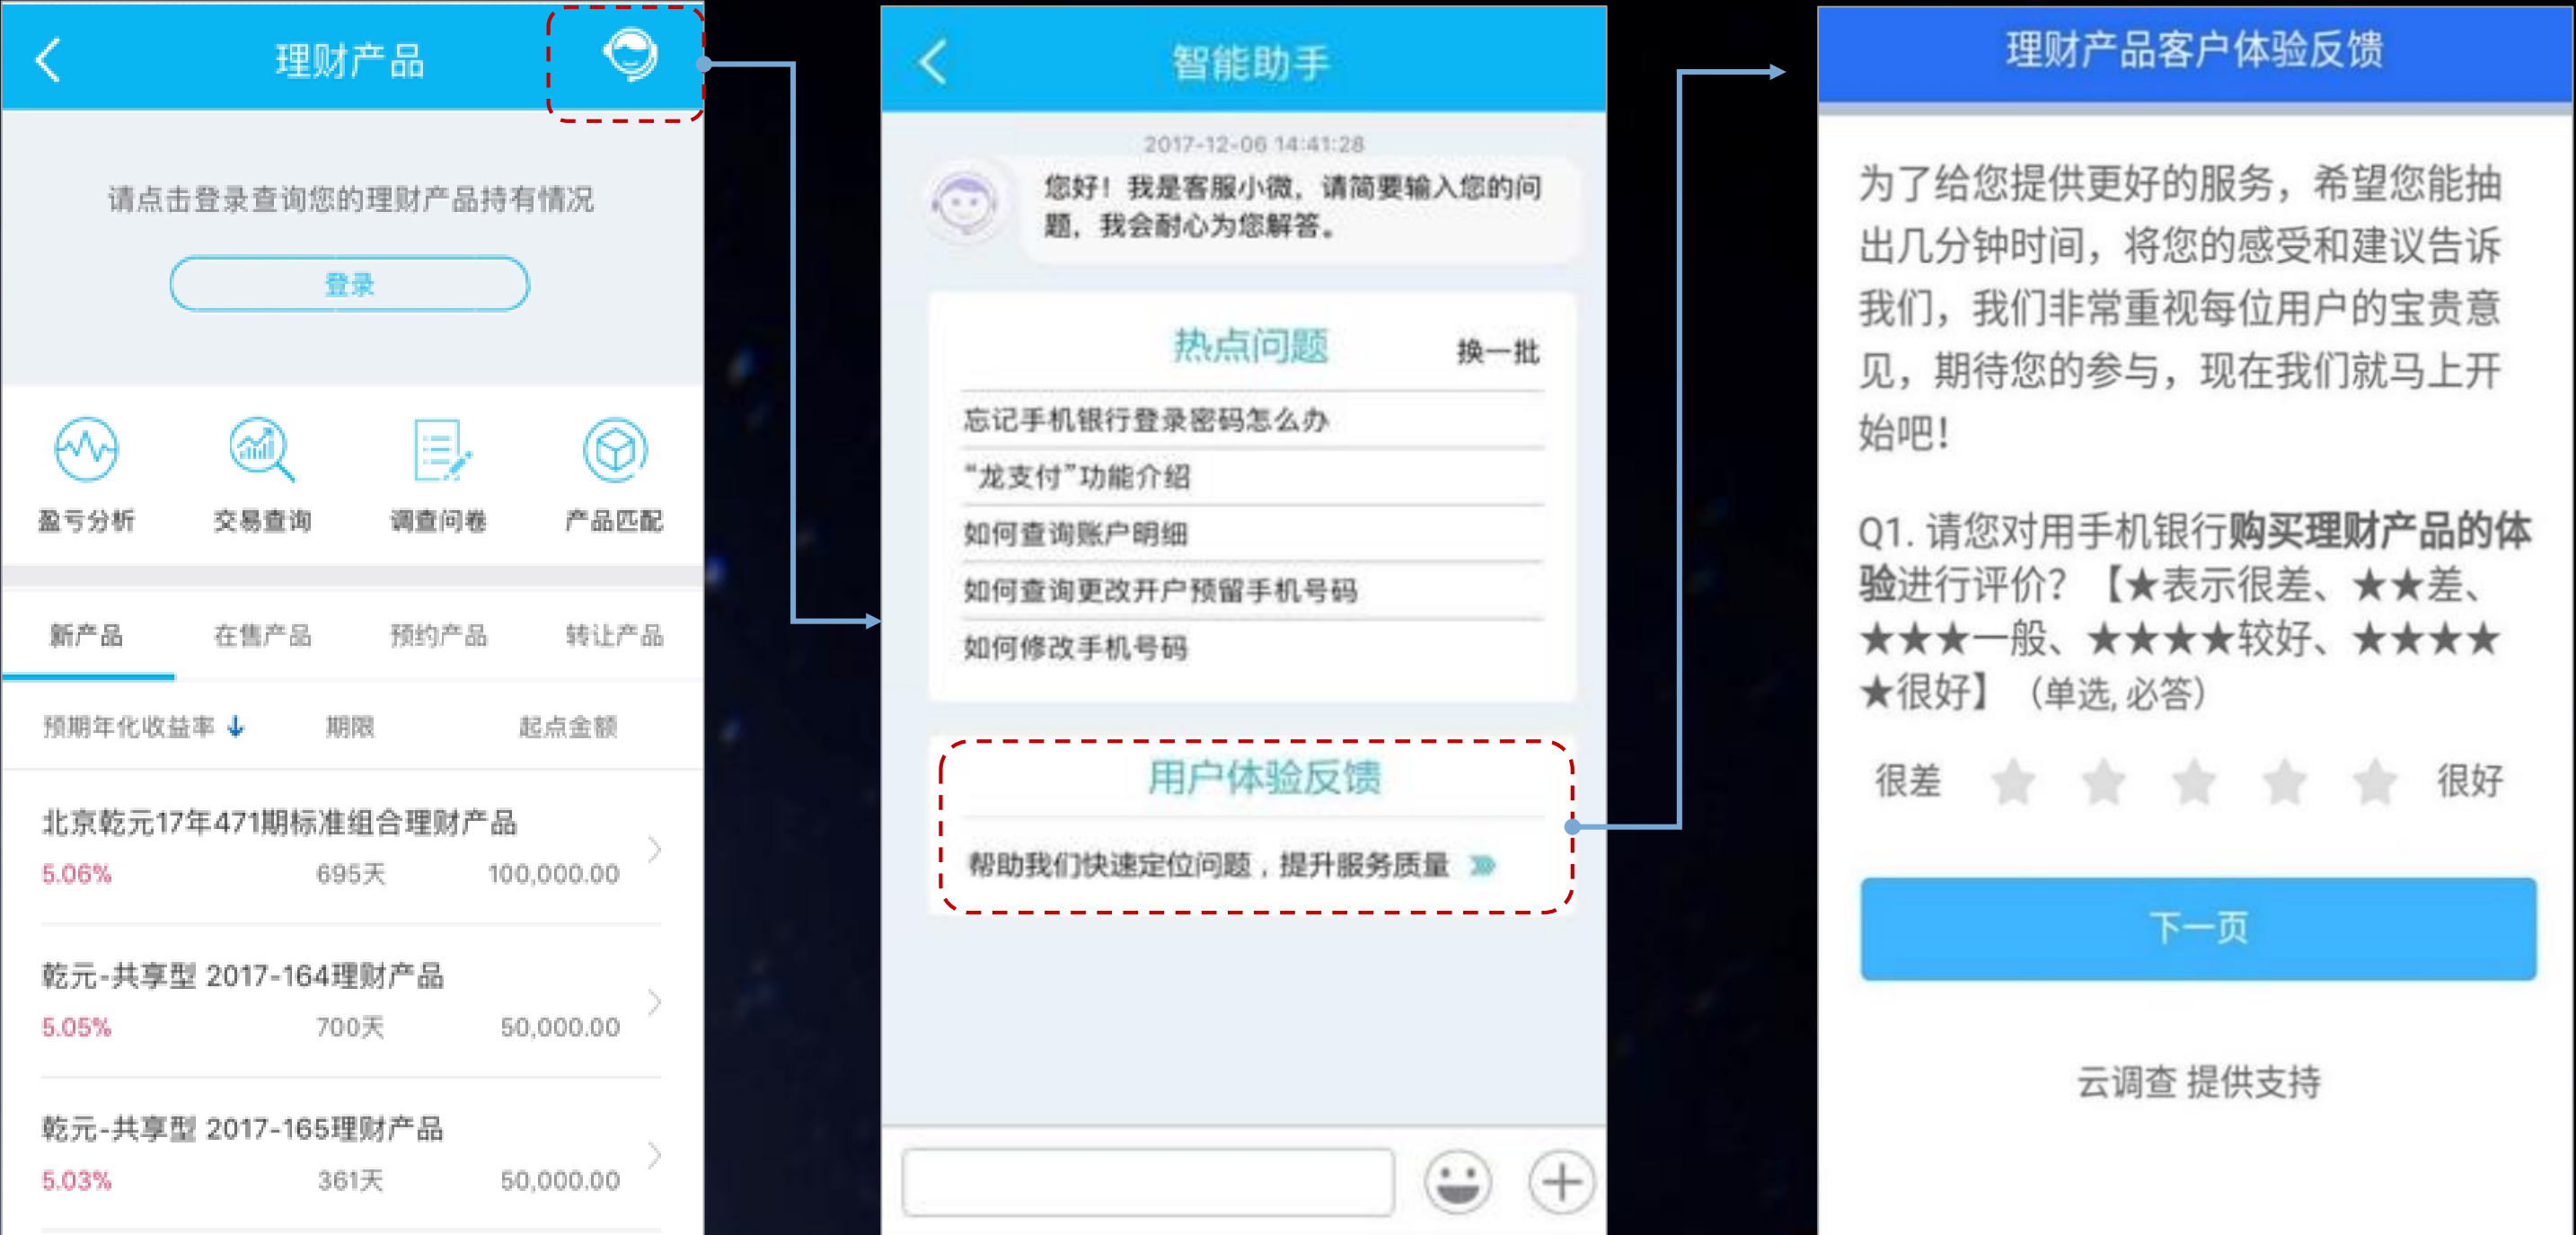 理财产品
请点击登录查询您的理财产品持有情况
登录
盈亏分析 交易查询 调查问卷 产品匹配
新产品 在售产品 预约产品 转让产品
预期年化收益率 期限 起点金额
北京乾元17年471期标准组合理财产品
5.06% 695天 100,000.00
乾元-共享型 2017-164理财产品
5.05% 700天 50,000.00
乾元-共享型 2017-165理财产品
5.03% 361天 50,000.00
智能助手
2017-12-06 14:41:28
您好！我是客服小微，请简要输入您的问
题，我会耐心为您解答。
热点问题 换一批
忘记手机银行登录密码怎么办
“龙支付”功能介绍
如何查询账户明细
如何查询更改开户预留手机号码
如何修改手机号码
用户体验反馈
帮助我们快速定位问题，提升服务质量
理财产品客户体验反馈
为了给您提供更好的服务，希望您能抽
出几分钟时间，将您的感受和建议告诉
我们，我们非常重视每位用户的宝贵意
见，期待您的参与，现在我们就马上开
始吧！
Q1. 请您对用手机银行购买理财产品的体
验进行评价？【★表示很差、★★差、
★★★一般、★★★★较好、★★★★
★很好】（单选, 必答）
很差 很好
下一页
云调查 提供支持